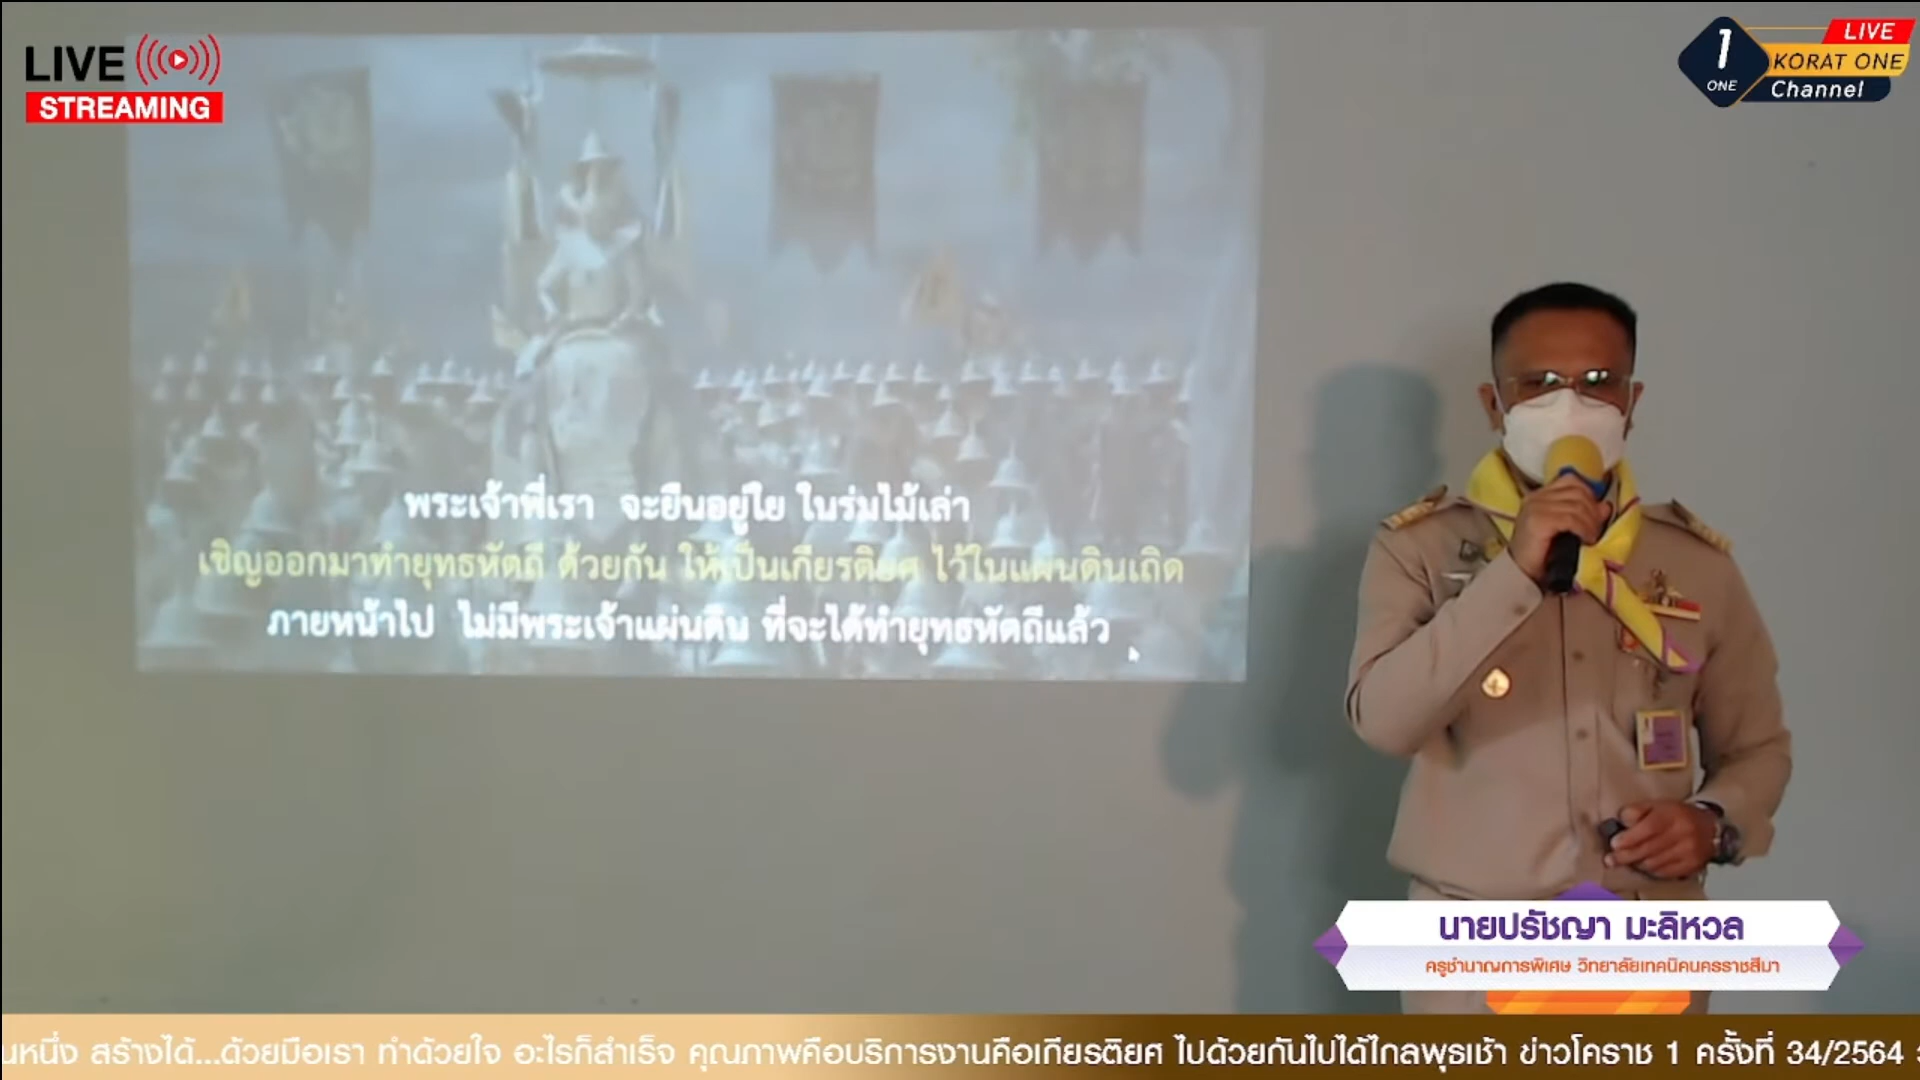 LIVE
STREAMING
1
ONE
LIVE
KORAT ONE
Channel
พระเจ้าพี่เรา จะยืนอยู่ใย ในร่มไม้เล่า
เชิญออกมาทำยุทธหัตถี ด้วยกัน ให้เป็นเกียรติยศ ไว้ในแผ่นดินเถิด
ภายหน้าไป ไม่มีพระเจ้าแผ่นดิน ที่จะได้ทำยุทธหัตถีแล้ว
นายปรัชญา มะลิหวล
ครูชำนาญการพิเศษ วิทยาลัยเทคนิคนครราชสีมา
นหนึ่ง สร้างได้...ด้วยมือเรา ทำด้วยใจ อะไรก็สำเร็จ คุณภาพคือบริการงานคือเกียรติยศ ไปด้วยกันไปได้ไกลพุธเช้า ข่าวโคราช 1 ครั้งที่ 34/2564